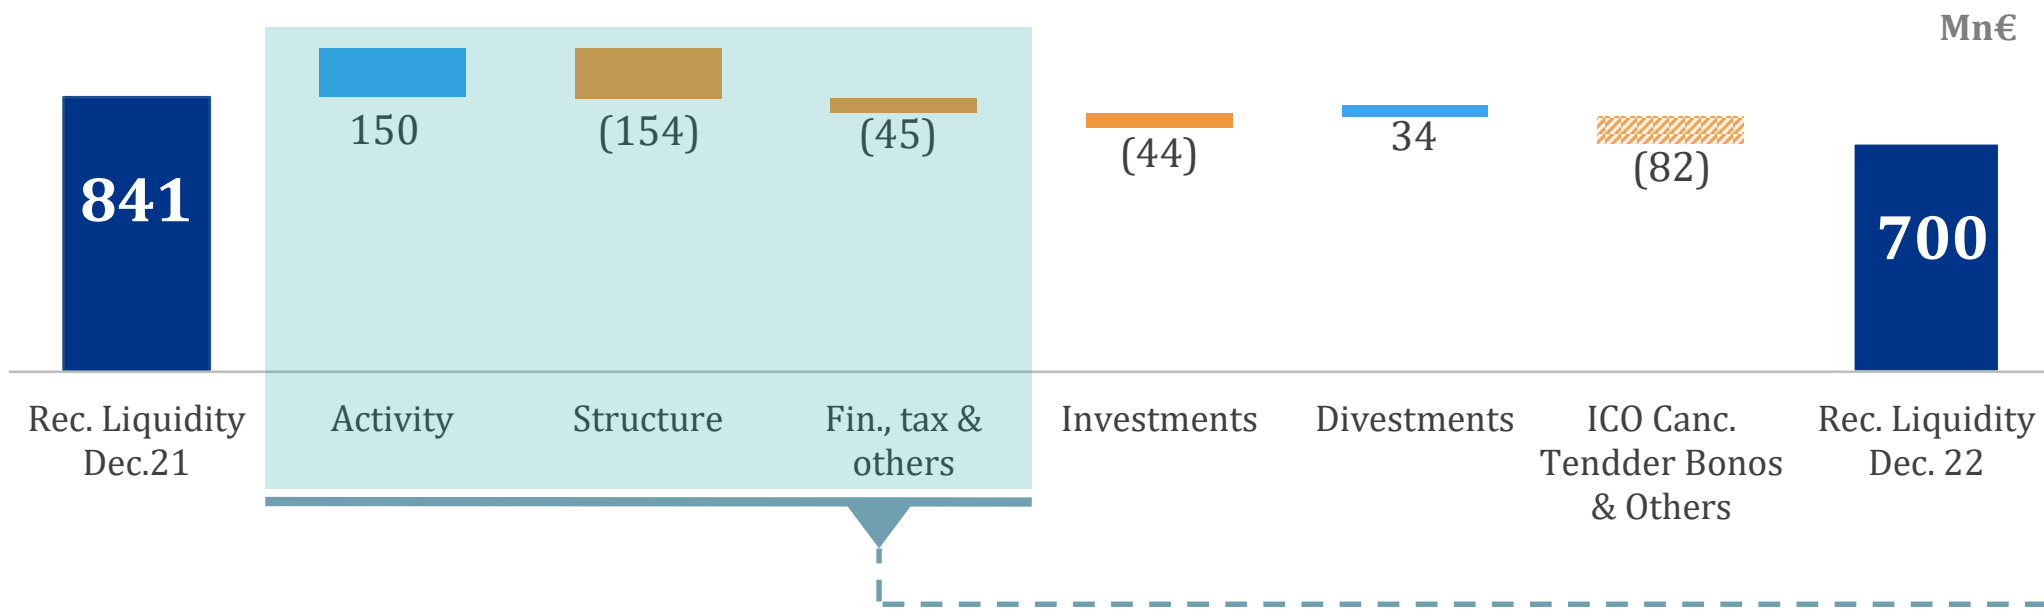 Mn€
841
150
(154)
(45)
(44)
34
(82)
700
Rec. Liquidity
Dec.21
Activity
Structure
Fin., tax &
others
Investments
Divestments
ICO Canc.
Tendder Bonos
& Others
Rec. Liquidity
Dec. 22